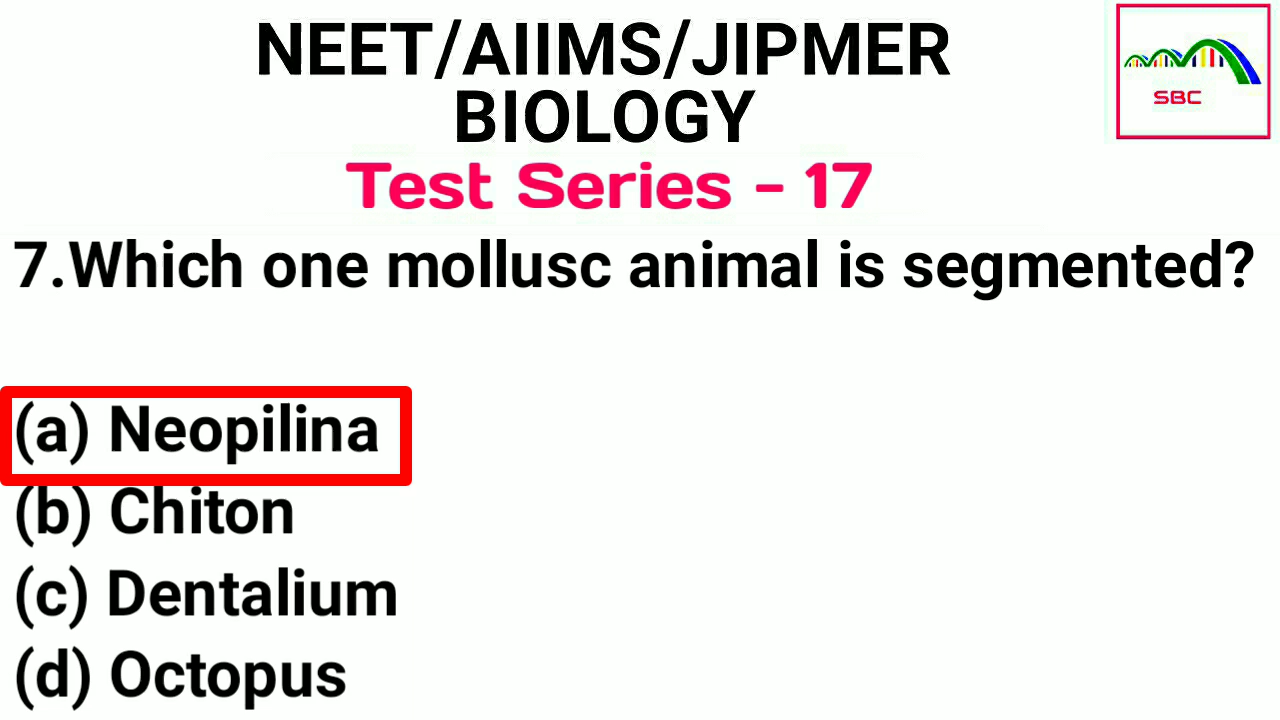 NEET/AIIMS/JIPMER
BIOLOGY
SBC
Test Series - 17
7.Which one mollusc animal is segmented?
(a) Neopilina
(b) Chiton
(c) Dentalium
(d) Octopus